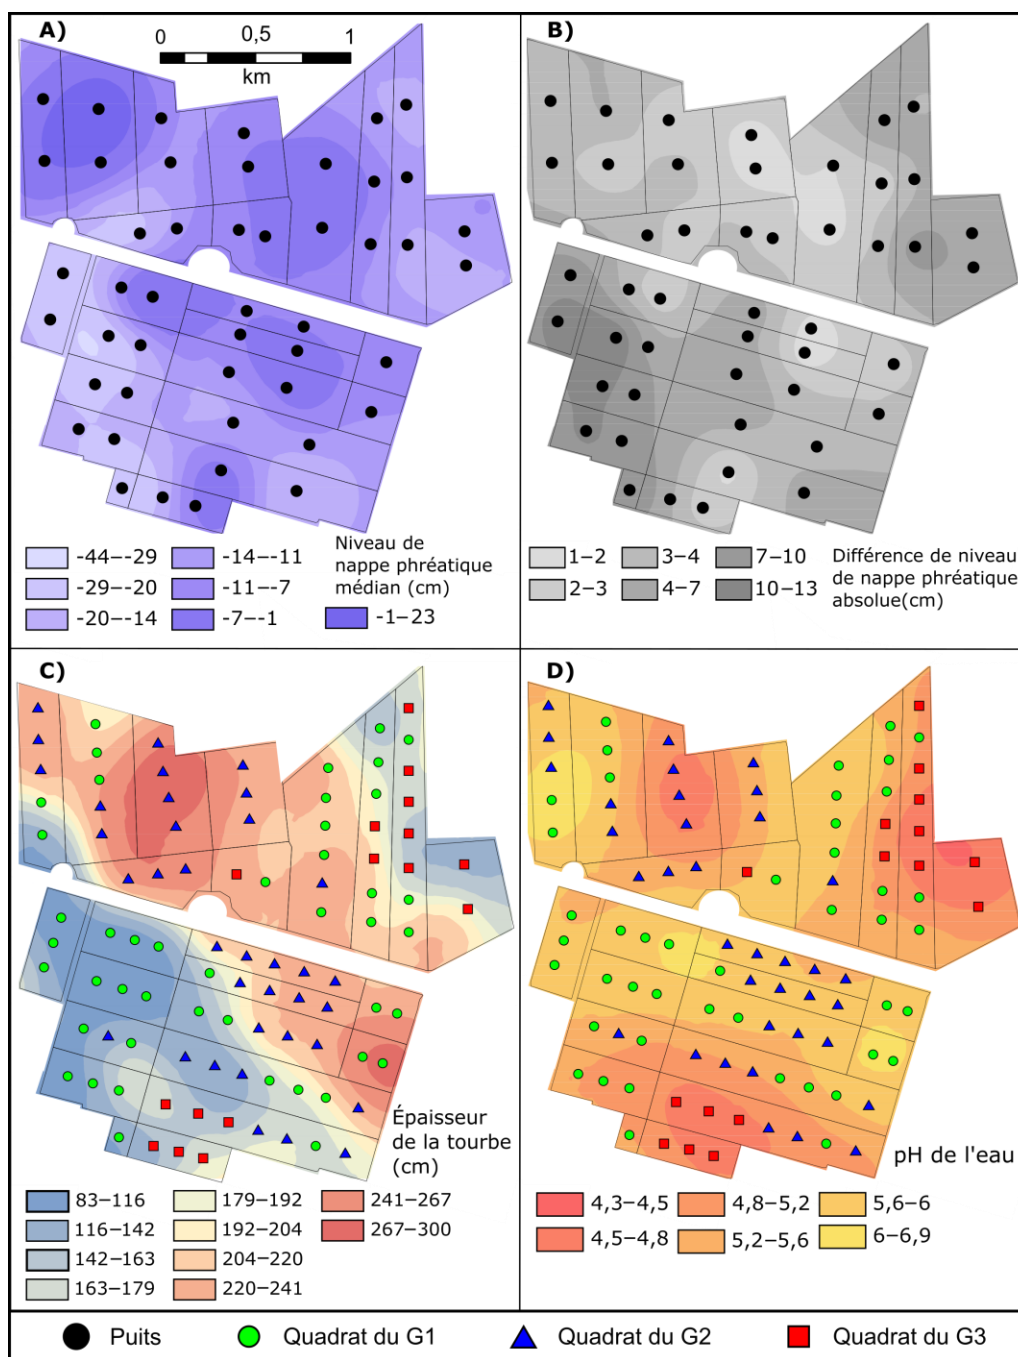 A)
0 0,5 1
km
-44--29
-29--20
-20--14
-14--11
-11--7
-7--1
Niveau de
nappe phréatique
médian (cm)
-1-23
B)
1-2
2-3
3-4
4-7
7-10
10-13
Différence de niveau
de nappe phréatique
absolue(cm)
C)
Épaisseur
de la tourbe
(cm)
83-116
116-142
142-163
163-179
179-192
192-204
204-220
220-241
241-267
267-300
D)
pH de l'eau
4,3-4,5
4,5-4,8
4,8-5,2
5,2-5,6
5,6-6
6-6,9
Puits
Quadrat du G1
Quadrat du G2
Quadrat du G3